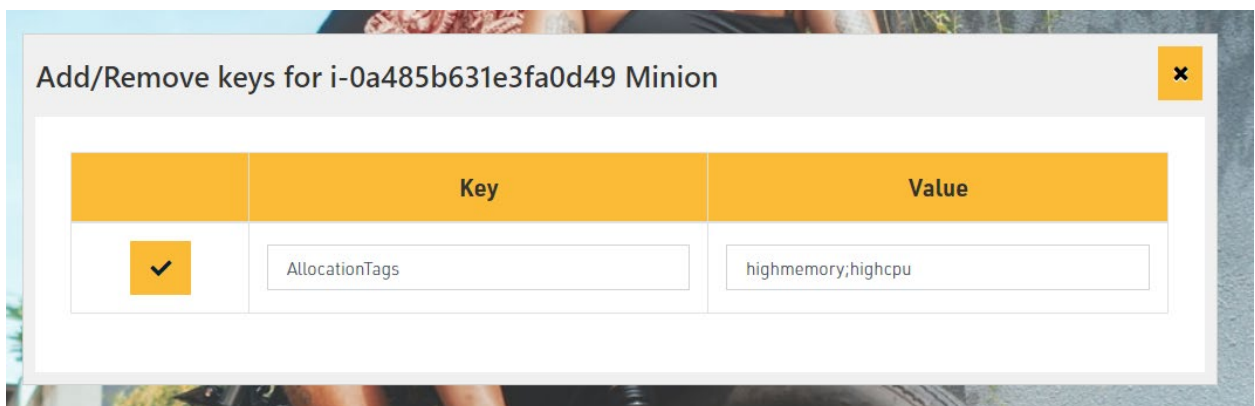 Add/Remove keys for i-0a485b631e3fa0d49 Minion
Key Value
AllocationTags highmemory;highcpu